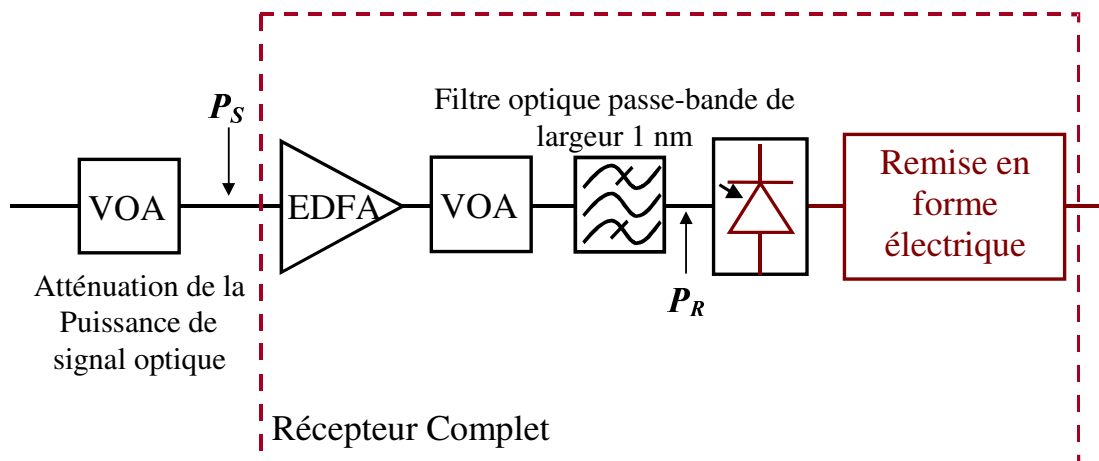 P_S
Filtre optique passe-bande de
largeur 1 nm
VOA
EDFA
VOA
Remise en
forme
électrique
Atténuation de la
Puissance de
signal optique
P_R
Récepteur Complet